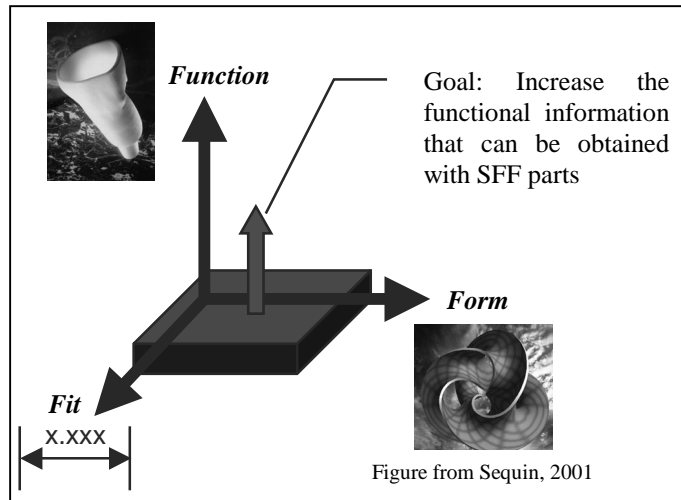 Function
Goal: Increase the
functional information
that can be obtained
with SFF parts
Form
Fit
x.xxx
Figure from Sequin, 2001